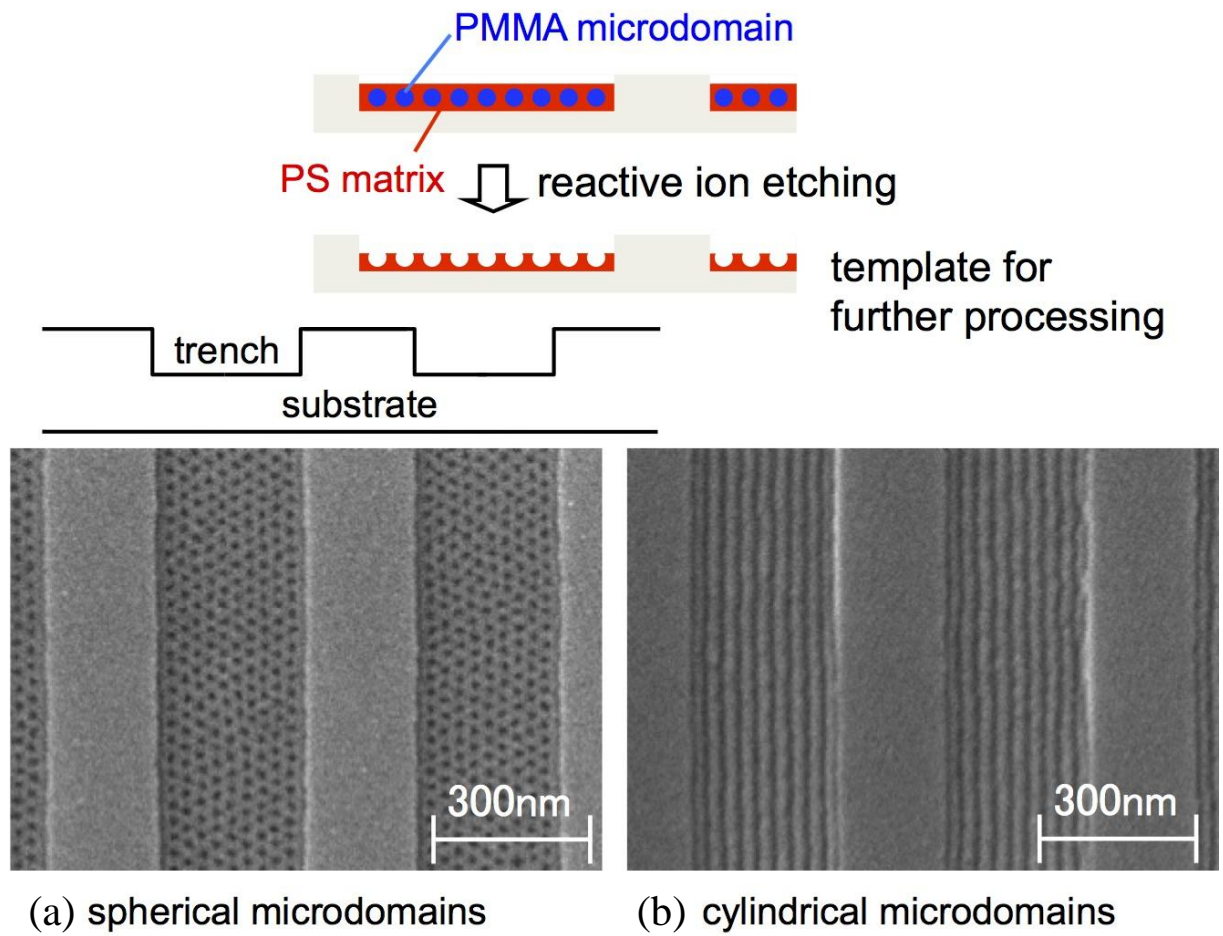 PMMA microdomain
PS matrix
reactive ion etching
template for
further processing
trench
substrate
300nm
300nm
(a) spherical microdomains
(b) cylindrical microdomains